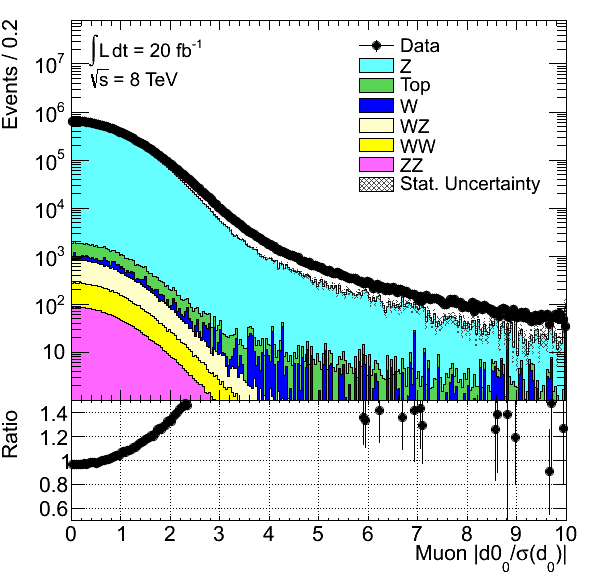 Events / 0.2
∫L dt = 20 fb⁻¹
√s = 8 TeV
Data
Z
Top
W
WZ
WW
ZZ
Stat. Uncertainty
10⁷
10⁶
10⁵
10⁴
10³
10²
10
Ratio
1.4
1.2
1
0.8
0.6
0 1 2 3 4 5 6 7 8 9 10
Muon |d0₀/σ(d₀)|